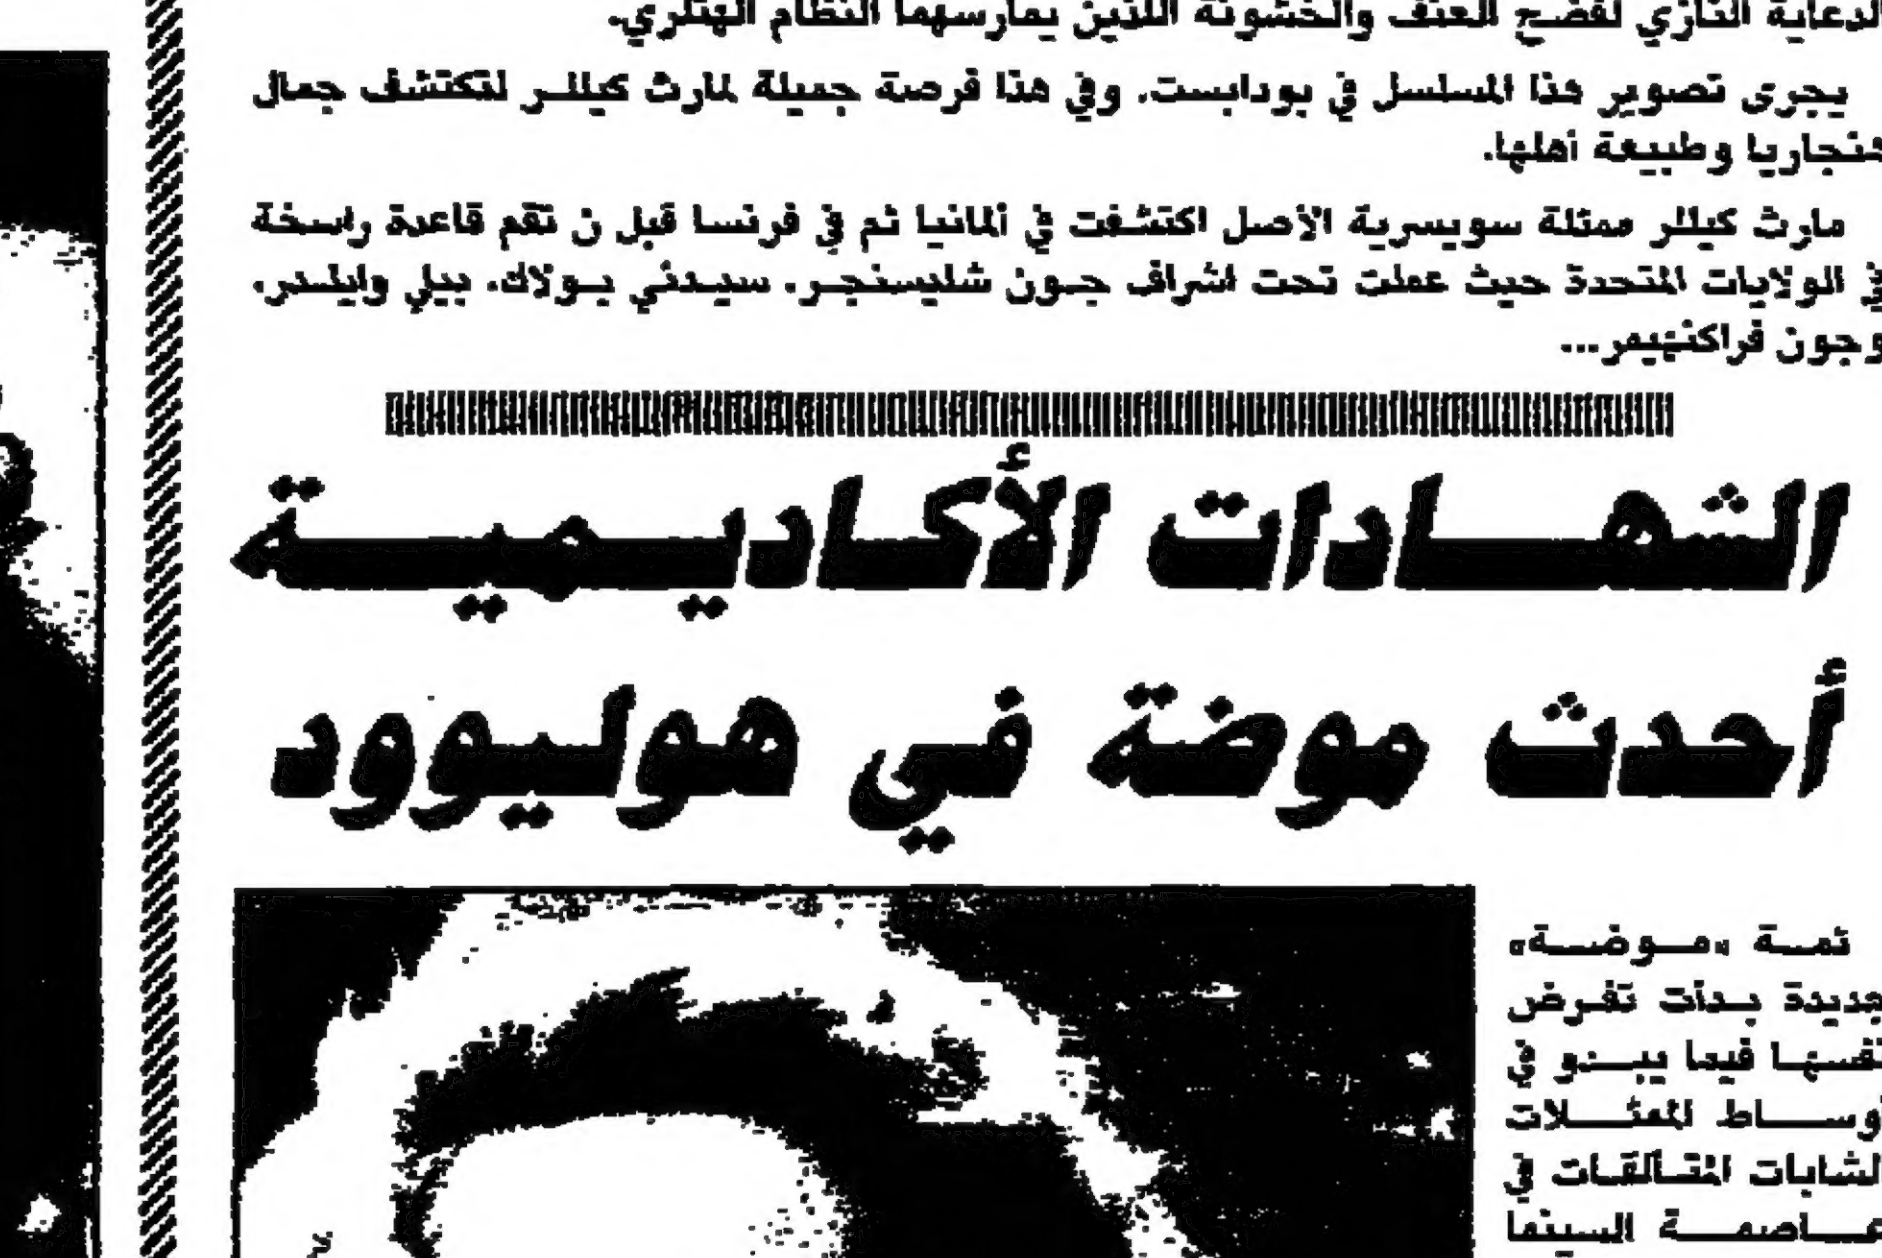 الدعاية النازي لفضح العنف والخشونة اللذين يمارسهما النظام الهتلري.
يجرى تصوير هذا المسلسل في بودابست. وفي هذا فرصة جميلة لمارث كيللر لتكتشف جمال
هنجاريا وطبيعة أهلها.
مارث كيللر ممثلة سويسرية الأصل اكتشفت في ألمانيا ثم في فرنسا قبل ن تقم قاعدة راسخة
في الولايات المتحدة حيث عملت تحت اشراف جون شليسنجر. سيدني بولاك. بيلي وايلدر.
وجون فراكنهيمر...
الشهادات الأكاديمية
أحدث موضة في هوليوود
ثمة «موضة»
جديدة بدأت تفرض
نفسها فيما يبدو في
أوساط الممثلات
الشابات المتألقات في
عاصمة السينما